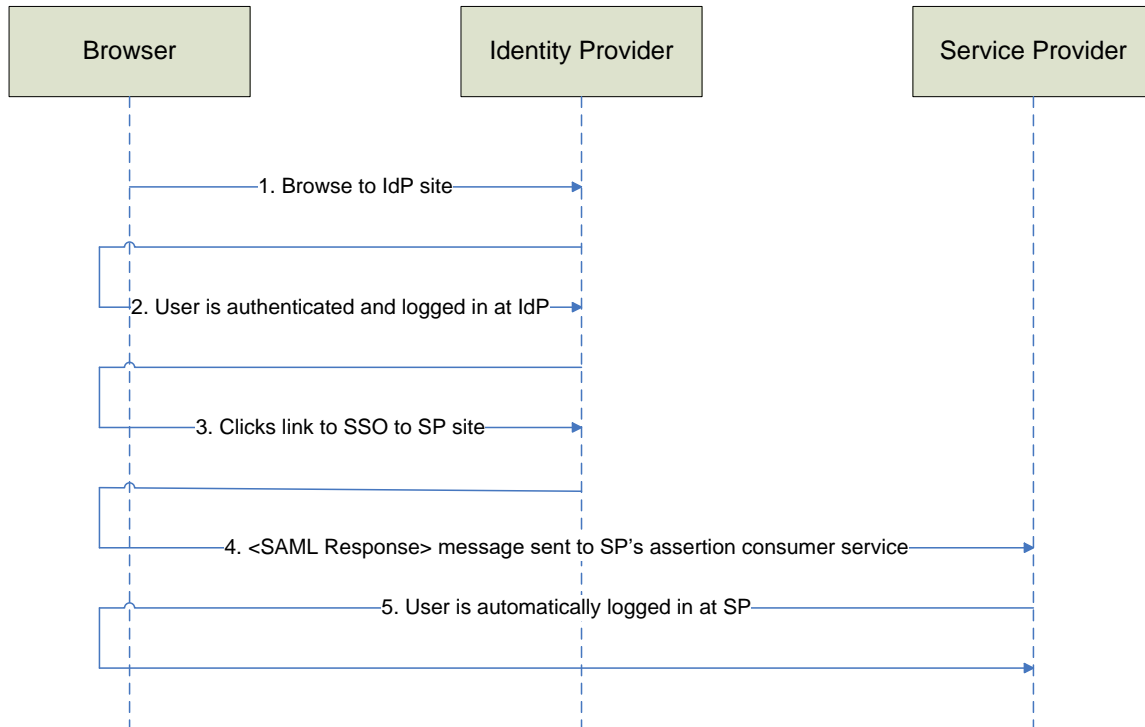 Browser
Identity Provider
Service Provider
1. Browse to IdP site
2. User is authenticated and logged in at IdP
3. Clicks link to SSO to SP site
4. <SAML Response> message sent to SP’s assertion consumer service
5. User is automatically logged in at SP